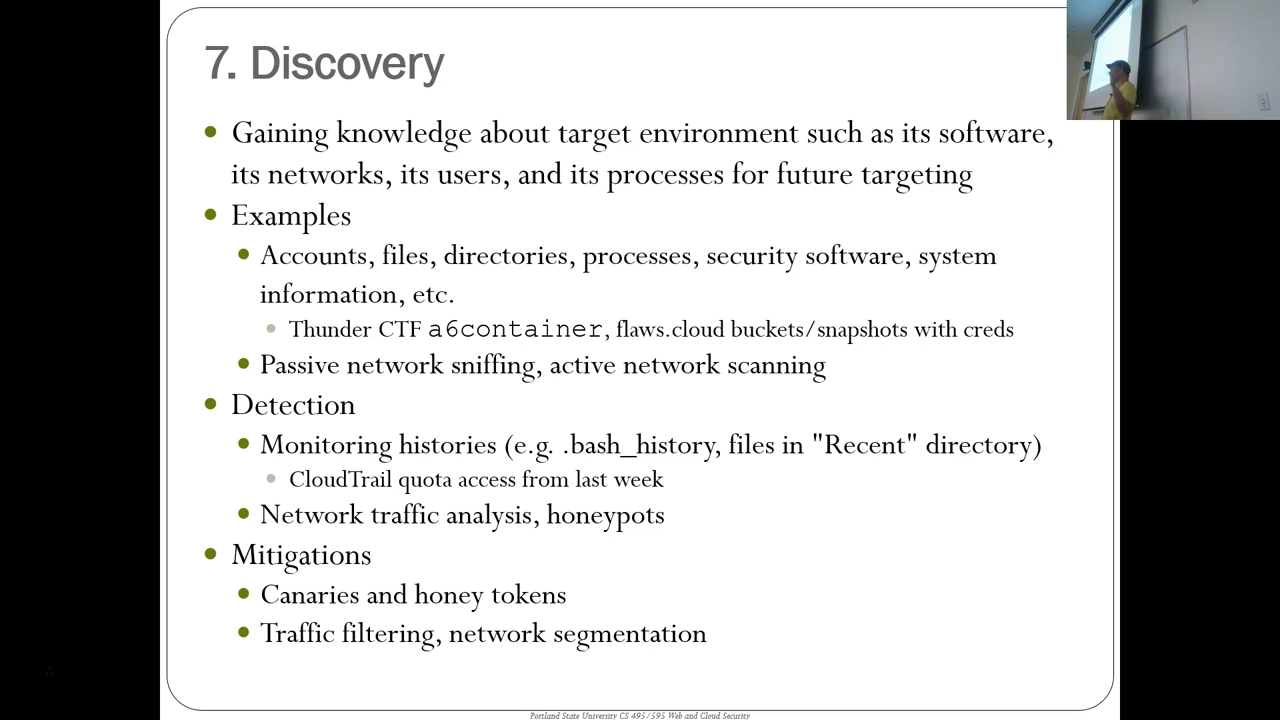 7. Discovery
Gaining knowledge about target environment such as its software,
its networks, its users, and its processes for future targeting
Examples
Accounts, files, directories, processes, security software, system
information, etc.
Thunder CTF a6container, flaws.cloud buckets/snapshots with creds
Passive network sniffing, active network scanning
Detection
Monitoring histories (e.g. .bash_history, files in "Recent" directory)
CloudTrail quota access from last week
Network traffic analysis, honeypots
Mitigations
Canaries and honey tokens
Traffic filtering, network segmentation
Portland State University CS 495/595 Web and Cloud Security